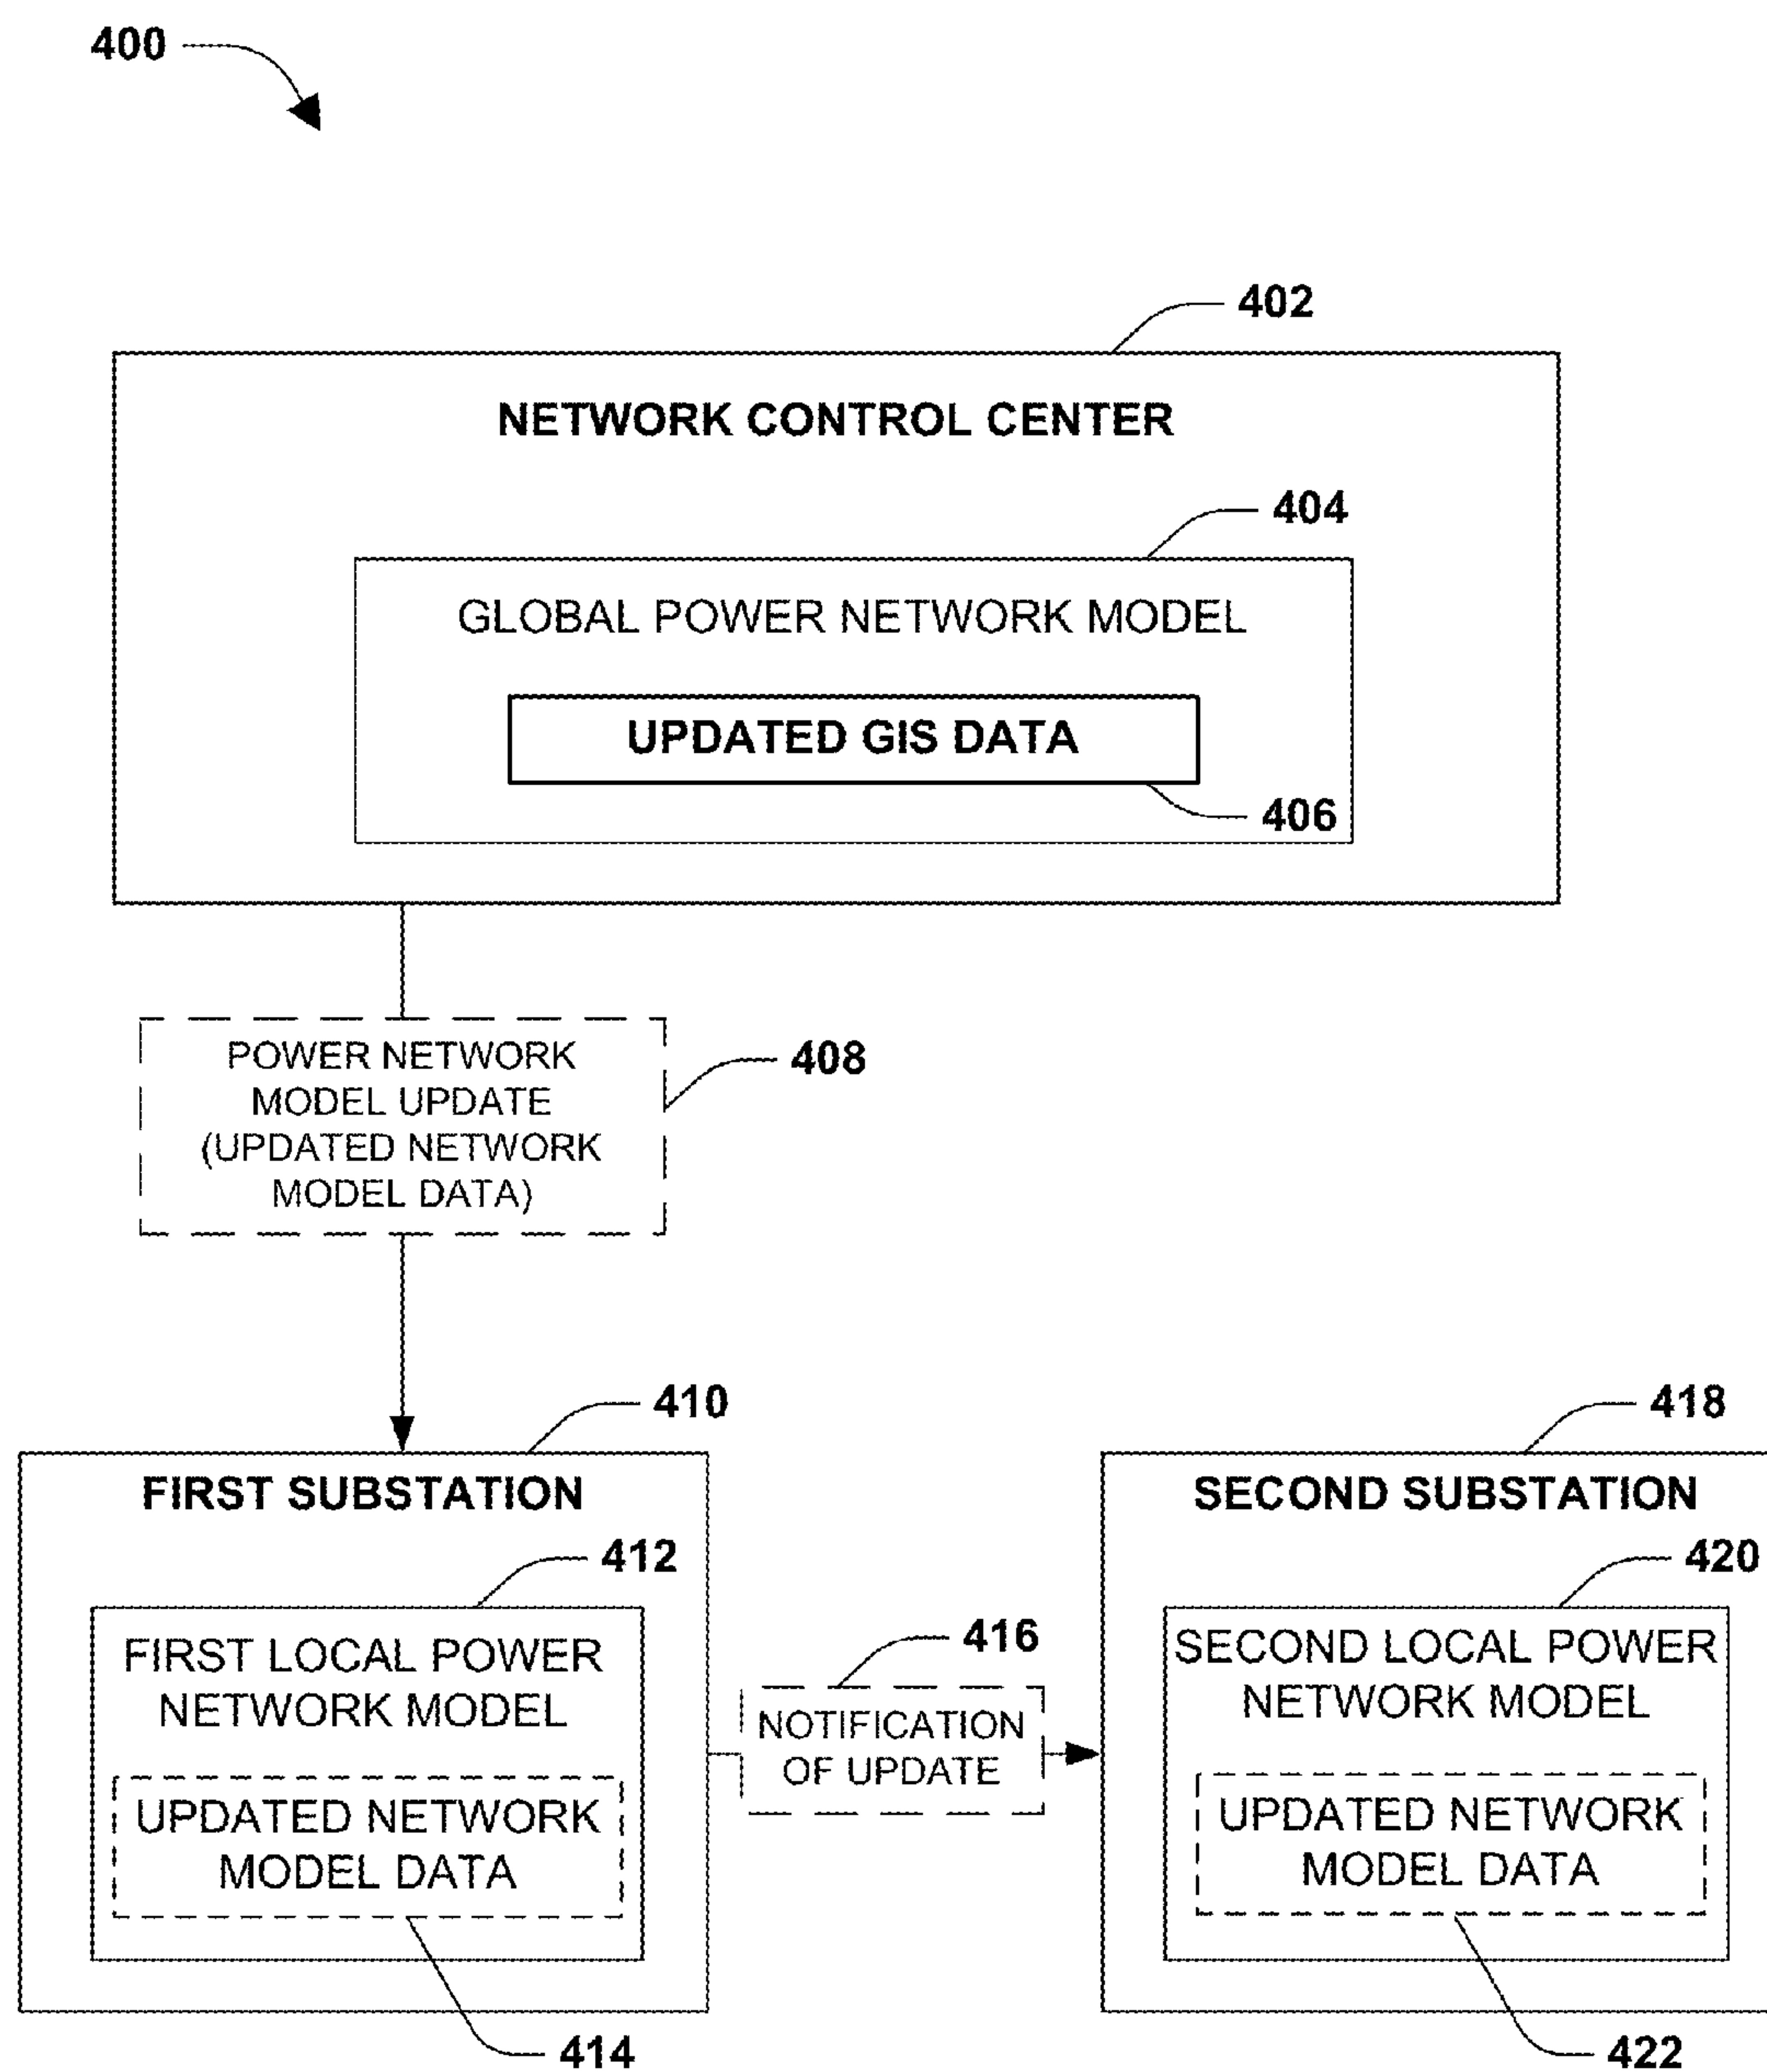 400
402
NETWORK CONTROL CENTER
404
GLOBAL POWER NETWORK MODEL
UPDATED GIS DATA
406
POWER NETWORK
MODEL UPDATE
(UPDATED NETWORK
MODEL DATA)
408
410
FIRST SUBSTATION
412
FIRST LOCAL POWER
NETWORK MODEL
UPDATED NETWORK
MODEL DATA
414
416
NOTIFICATION
OF UPDATE
418
SECOND SUBSTATION
420
SECOND LOCAL POWER
NETWORK MODEL
UPDATED NETWORK
MODEL DATA
422